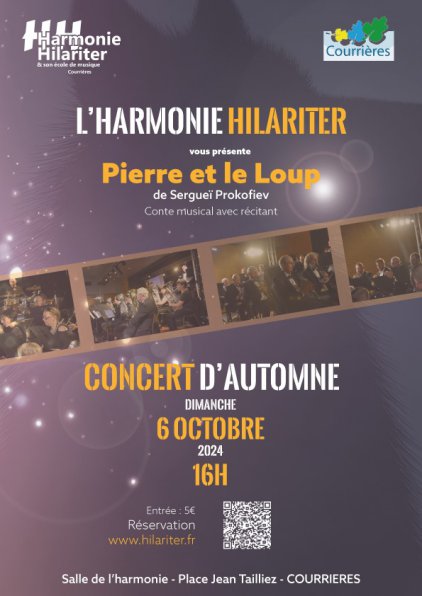 Harmonie
Hilariter
& son école de musique
Courrières
Courrières
L'HARMONIE HILARITER
vous présente
Pierre et le Loup
de Sergueï Prokofiev
Conte musical avec récitant
CONCERT D'AUTOMNE
DIMANCHE
6 OCTOBRE
2024
16H
Entrée : 5€
Réservation
www.hilariter.fr
Salle de l'harmonie - Place Jean Tailliez - COURRIERES